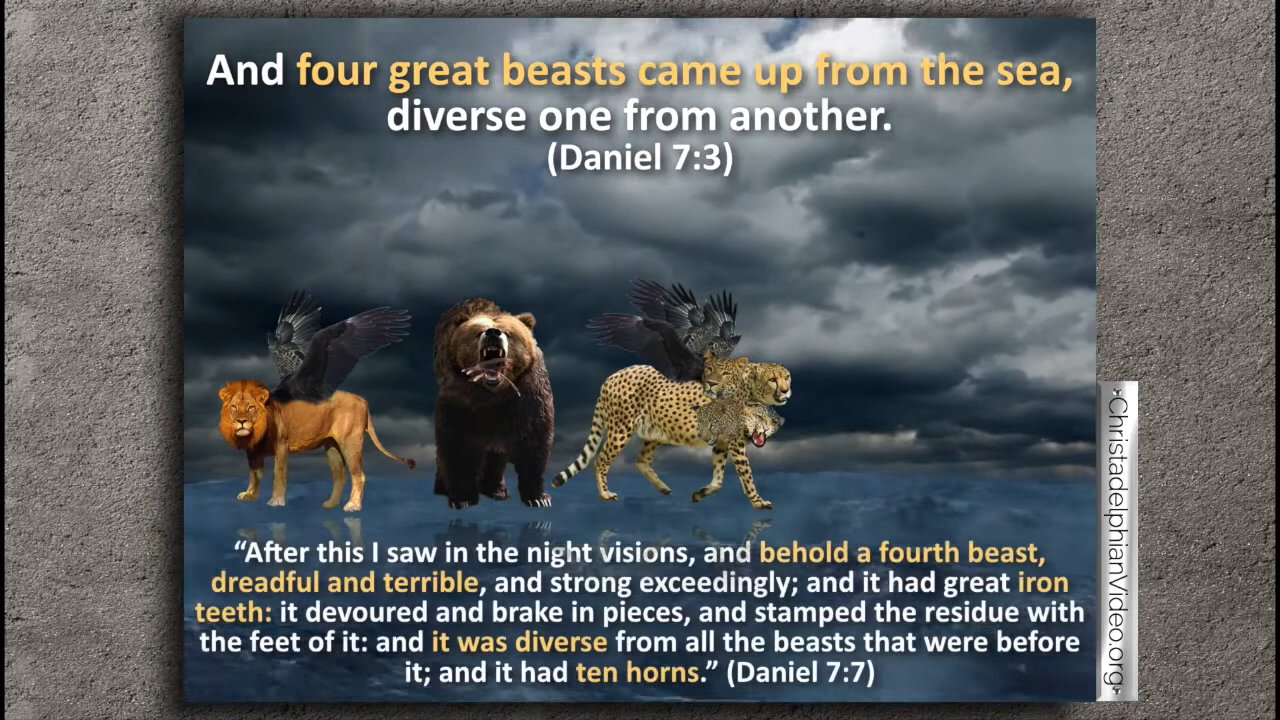 And four great beasts came up from the sea,
diverse one from another.
(Daniel 7:3)
“After this I saw in the night visions, and behold a fourth beast,
dreadful and terrible, and strong exceedingly; and it had great iron
teeth: it devoured and brake in pieces, and stamped the residue with
the feet of it: and it was diverse from all the beasts that were before
it; and it had ten horns.” (Daniel 7:7)
ChristadelphianVideo.org